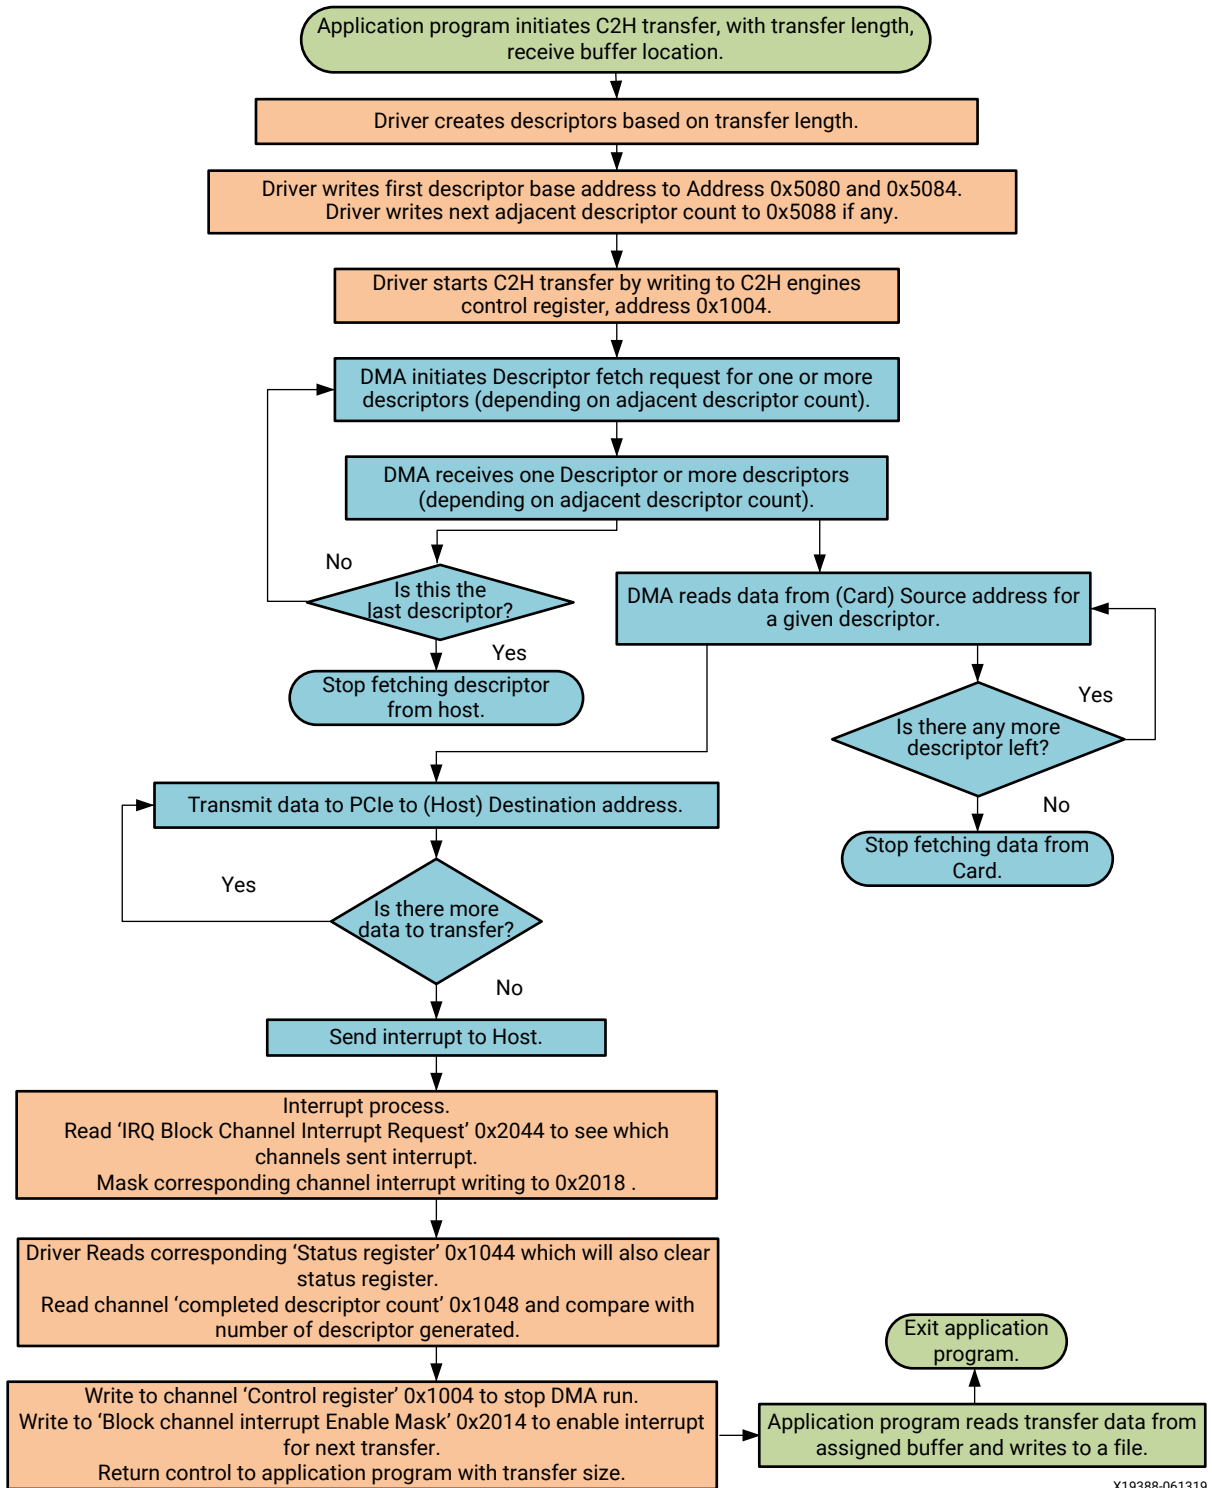 Application program initiates C2H transfer, with transfer length,
receive buffer location.
Driver creates descriptors based on transfer length.
Driver writes first descriptor base address to Address 0x5080 and 0x5084.
Driver writes next adjacent descriptor count to 0x5088 if any.
Driver starts C2H transfer by writing to C2H engines
control register, address 0x1004.
DMA initiates Descriptor fetch request for one or more
descriptors (depending on adjacent descriptor count).
DMA receives one Descriptor or more descriptors
(depending on adjacent descriptor count).
No
Is this the
last descriptor?
Yes
Stop fetching descriptor
from host.
DMA reads data from (Card) Source address for
a given descriptor.
Yes
Is there any more
descriptor left?
No
Stop fetching data from
Card.
Transmit data to PCIe to (Host) Destination address.
Yes
Is there more
data to transfer?
No
Send interrupt to Host.
Interrupt process.
Read ‘IRQ Block Channel Interrupt Request’ 0x2044 to see which
channels sent interrupt.
Mask corresponding channel interrupt writing to 0x2018 .
Driver Reads corresponding ‘Status register’ 0x1044 which will also clear
status register.
Read channel ‘completed descriptor count’ 0x1048 and compare with
number of descriptor generated.
Write to channel ‘Control register’ 0x1004 to stop DMA run.
Write to ‘Block channel interrupt Enable Mask’ 0x2014 to enable interrupt
for next transfer.
Return control to application program with transfer size.
Exit application
program.
Application program reads transfer data from
assigned buffer and writes to a file.
X19388-061319